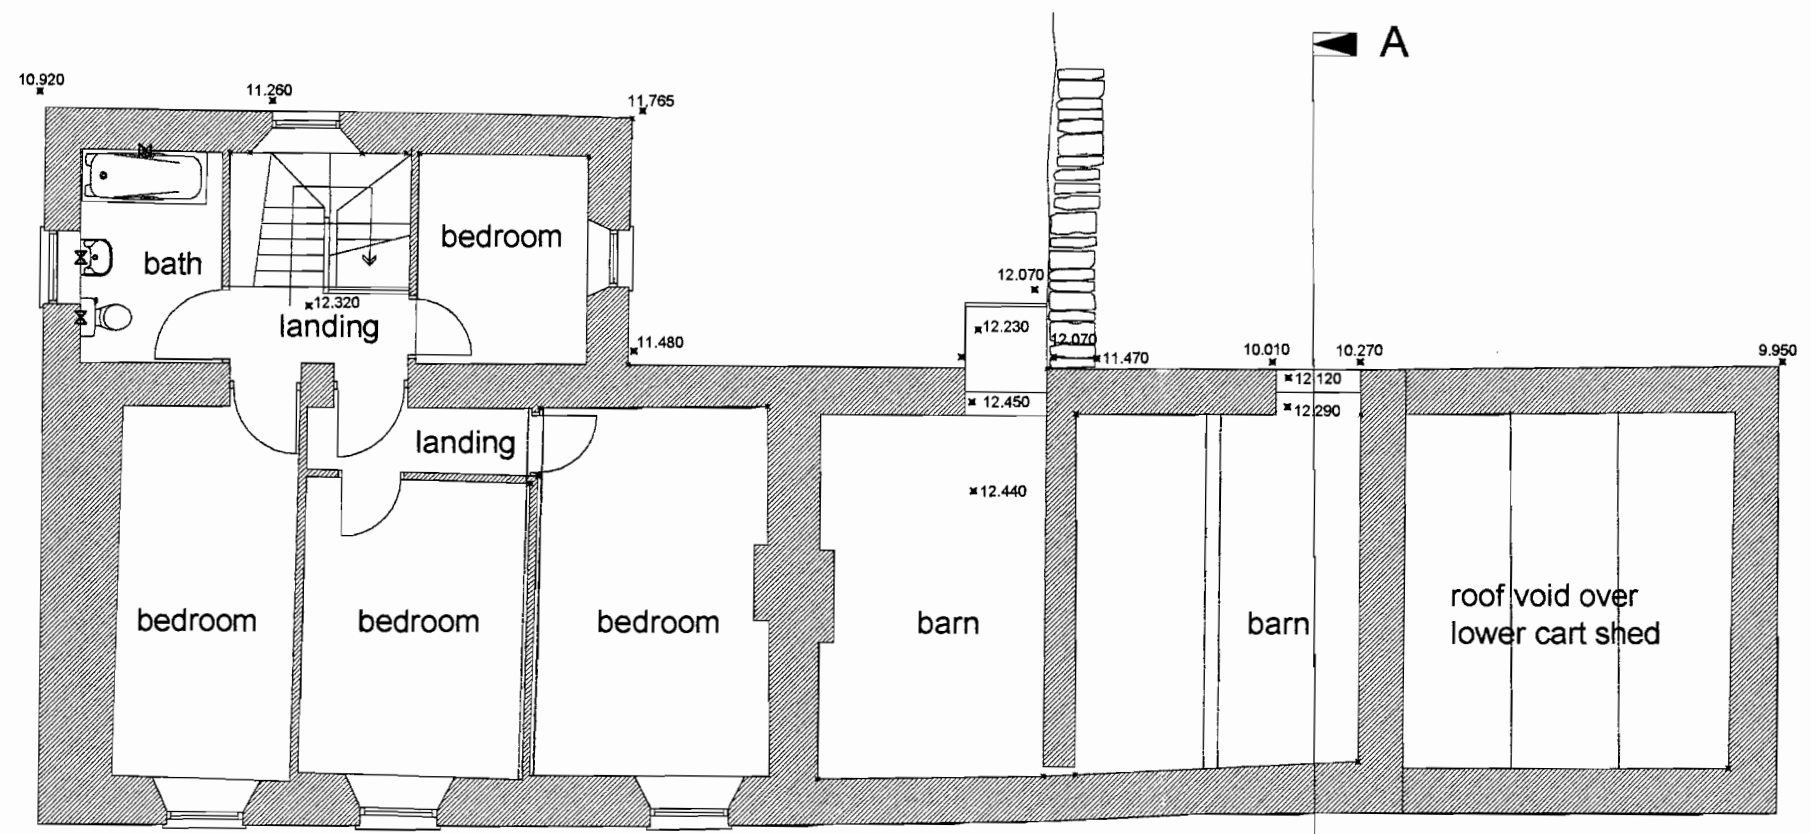 A
10.920
11.260
11.765
bath
bedroom
12.320
landing
12.070
12.230
12.070
11.480
11.470
10.010
10.270
9.950
12.120
12.450
12.290
landing
12.440
bedroom
bedroom
bedroom
barn
barn
roof void over
lower cart shed